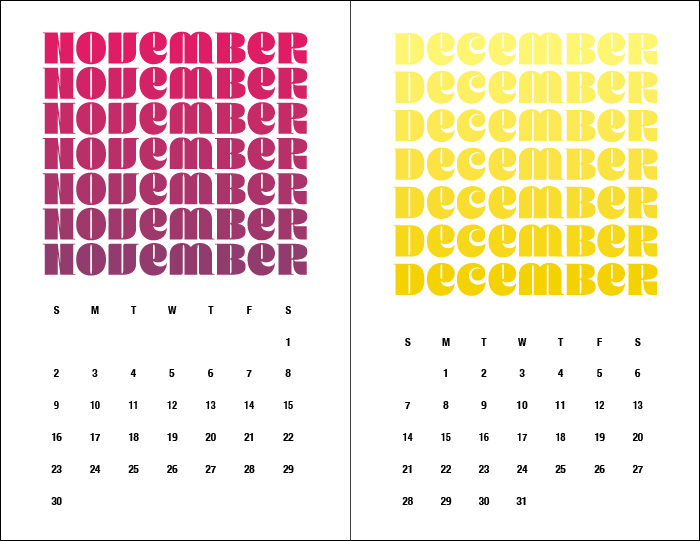 NOVEMBER
NOVEMBER
NOVEMBER
NOVEMBER
NOVEMBER
NOVEMBER
NOVEMBER
S M T W T F S
1
2 3 4 5 6 7 8
9 10 11 12 13 14 15
16 17 18 19 20 21 22
23 24 25 26 27 28 29
30
DECEMBER
DECEMBER
DECEMBER
DECEMBER
DECEMBER
DECEMBER
DECEMBER
S M T W T F S
1 2 3 4 5 6
7 8 9 10 11 12 13
14 15 16 17 18 19 20
21 22 23 24 25 26 27
28 29 30 31